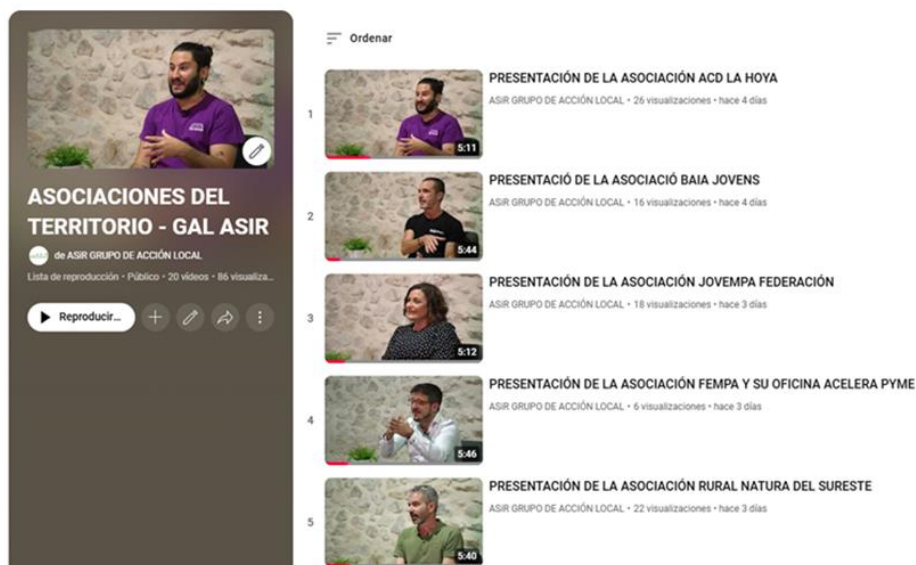 ASOCIACIONES DEL
TERRITORIO - GAL ASIR
de ASIR GRUPO DE ACCIÓN LOCAL
Lista de reproducción • Público • 20 vídeos • 86 visualiza...
Reproducir...
Ordenar
1
5:11
PRESENTACIÓN DE LA ASOCIACIÓN ACD LA HOYA
ASIR GRUPO DE ACCIÓN LOCAL • 26 visualizaciones • hace 4 días
2
5:44
PRESENTACIÓ DE LA ASSOCIACIÓ BAIA JOVENS
ASIR GRUPO DE ACCIÓN LOCAL • 16 visualizaciones • hace 4 días
3
5:12
PRESENTACIÓN DE LA ASOCIACIÓN JOVEMPA FEDERACIÓN
ASIR GRUPO DE ACCIÓN LOCAL • 18 visualizaciones • hace 3 días
4
5:46
PRESENTACIÓN DE LA ASOCIACIÓN FEMPA Y SU OFICINA ACELERA PYME
ASIR GRUPO DE ACCIÓN LOCAL • 6 visualizaciones • hace 3 días
5
5:40
PRESENTACIÓN DE LA ASOCIACIÓN RURAL NATURA DEL SURESTE
ASIR GRUPO DE ACCIÓN LOCAL • 22 visualizaciones • hace 3 días